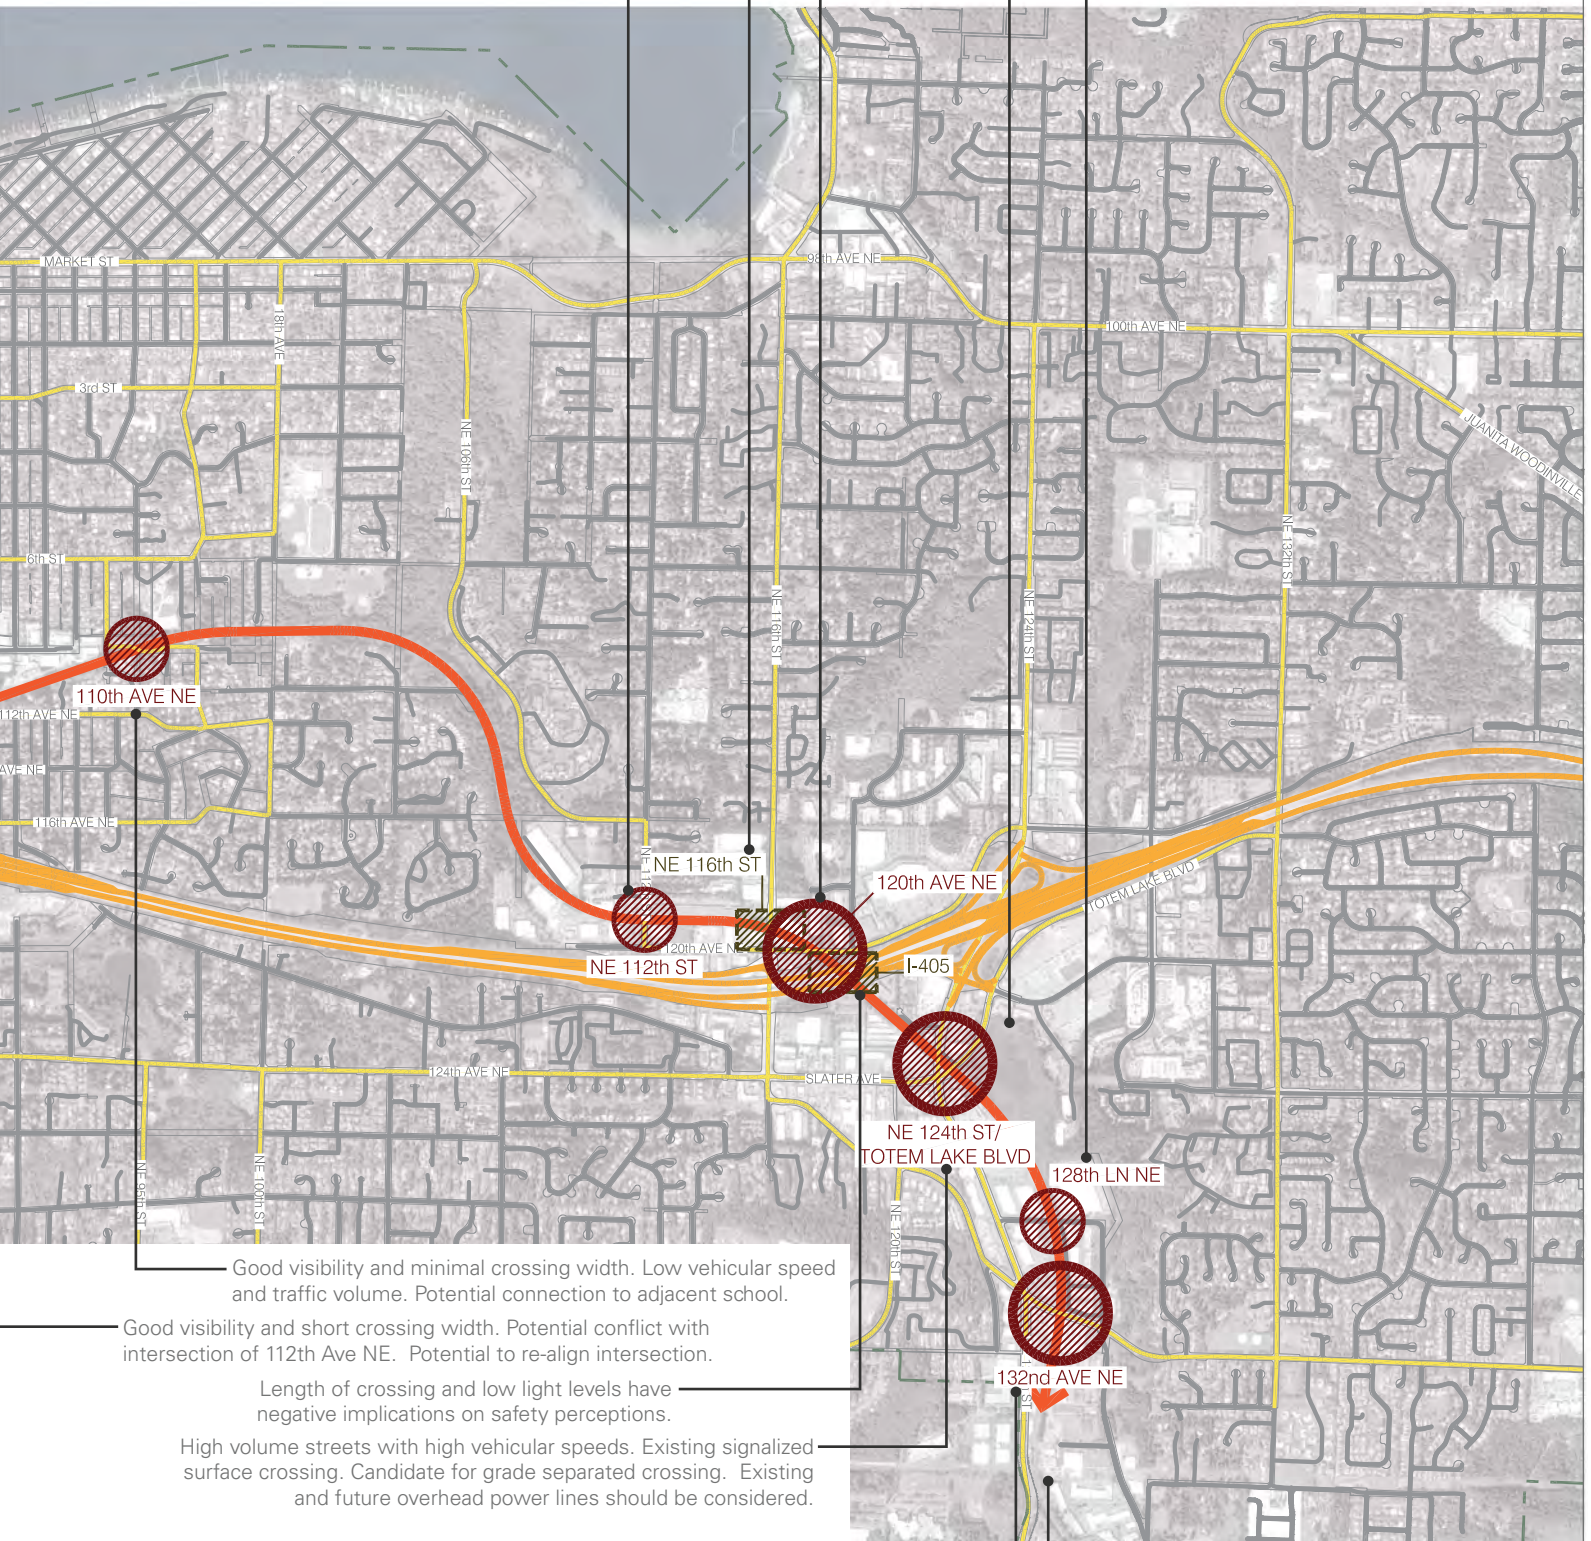 MARKET ST
98th AVE NE
18th AVE
100th AVE NE
3rd ST
JUANITA WOODINVILLE
NE 106th ST
NE 132th ST
6th ST
NE 116th ST
NE 124th ST
110th AVE NE
112th AVE NE
AVE NE
116th AVE NE
NE 116th ST
120th AVE NE
TOTEM LAKE BLVD
120th AVE NE
NE 112th ST
I-405
124th AVE NE
SLATER AVE
NE 124th ST/
TOTEM LAKE BLVD
128th LN NE
NE 95th ST
NE 100th ST
NE 120th ST
132nd AVE NE
ST
Good visibility and minimal crossing width. Low vehicular speed
and traffic volume. Potential connection to adjacent school.
Good visibility and short crossing width. Potential conflict with
intersection of 112th Ave NE. Potential to re-align intersection.
Length of crossing and low light levels have
negative implications on safety perceptions.
High volume streets with high vehicular speeds. Existing signalized
surface crossing. Candidate for grade separated crossing. Existing
and future overhead power lines should be considered.